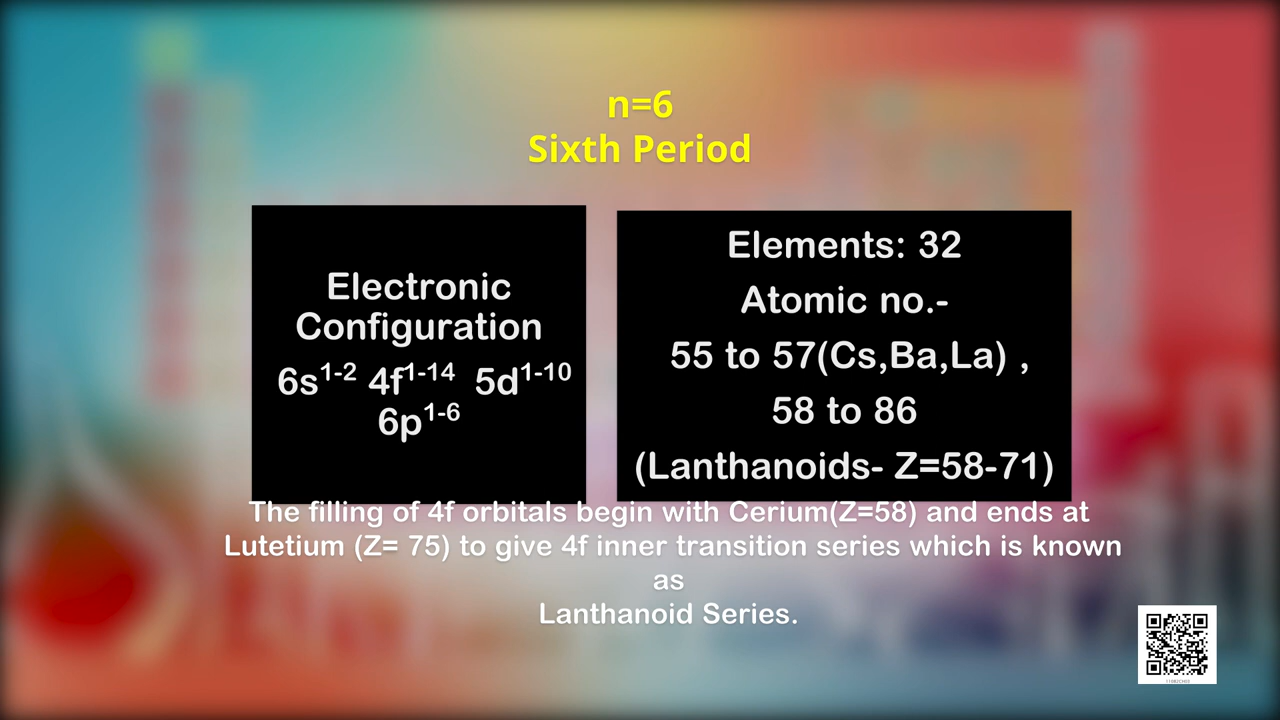 n=6
Sixth Period
Electronic
Configuration
6s¹⁻² 4f¹⁻¹⁴ 5d¹⁻¹⁰
6p¹⁻⁶
Elements: 32
Atomic no.-
55 to 57(Cs,Ba,La) ,
58 to 86
(Lanthanoids- Z=58-71)
The filling of 4f orbitals begin with Cerium(Z=58) and ends at
Lutetium (Z= 75) to give 4f inner transition series which is known
as
Lanthanoid Series.